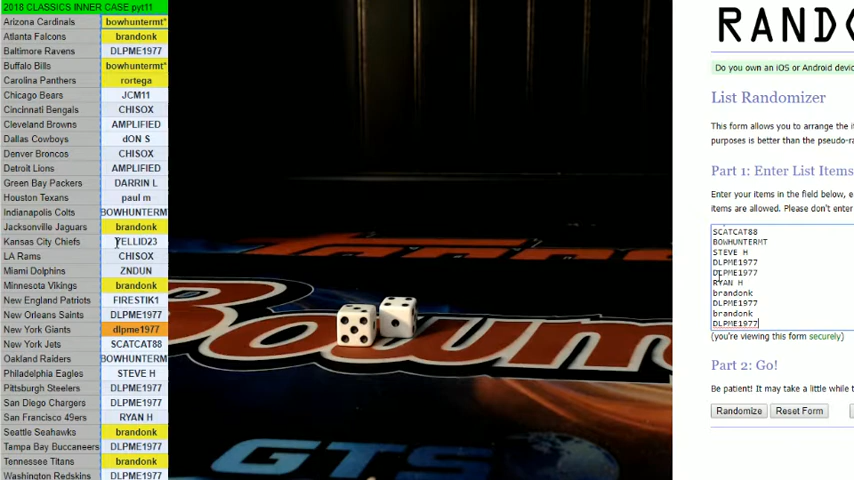 2018 CLASSICS INNER CASE pyt11
Arizona Cardinals bowhuntermt*
Atlanta Falcons brandonk
Baltimore Ravens DLPME1977
Buffalo Bills bowhuntermt*
Carolina Panthers rortega
Chicago Bears JCM11
Cincinnati Bengals CHISOX
Cleveland Browns AMPLIFIED
Dallas Cowboys dON S
Denver Broncos CHISOX
Detroit Lions AMPLIFIED
Green Bay Packers DARRIN L
Houston Texans paul m
Indianapolis Colts BOWHUNTERM
Jacksonville Jaguars brandonk
Kansas City Chiefs YELLID23
LA Rams CHISOX
Miami Dolphins ZNDUN
Minnesota Vikings brandonk
New England Patriots FIRESTIK1
New Orleans Saints DLPME1977
New York Giants dlpme1977
New York Jets SCATCAT88
Oakland Raiders BOWHUNTERM
Philadelphia Eagles STEVE H
Pittsburgh Steelers DLPME1977
San Diego Chargers DLPME1977
San Francisco 49ers RYAN H
Seattle Seahawks brandonk
Tampa Bay Buccaneers DLPME1977
Tennessee Titans brandonk
Washington Redskins DLPME1977
Bowm
GTS
RANDO
Do you own an iOS or Android devic
List Randomizer
This form allows you to arrange the it
purposes is better than the pseudo-ra
Part 1: Enter List Items
Enter your items in the field below, e
items are allowed. Please don't enter
SCATCAT88
BOWHUNTERMT
STEVE H
DLPME1977
DLPME1977
RYAN H
brandonk
DLPME1977
brandonk
DLPME1977
(you're viewing this form securely)
Part 2: Go!
Be patient! It may take a little while t
Randomize Reset Form